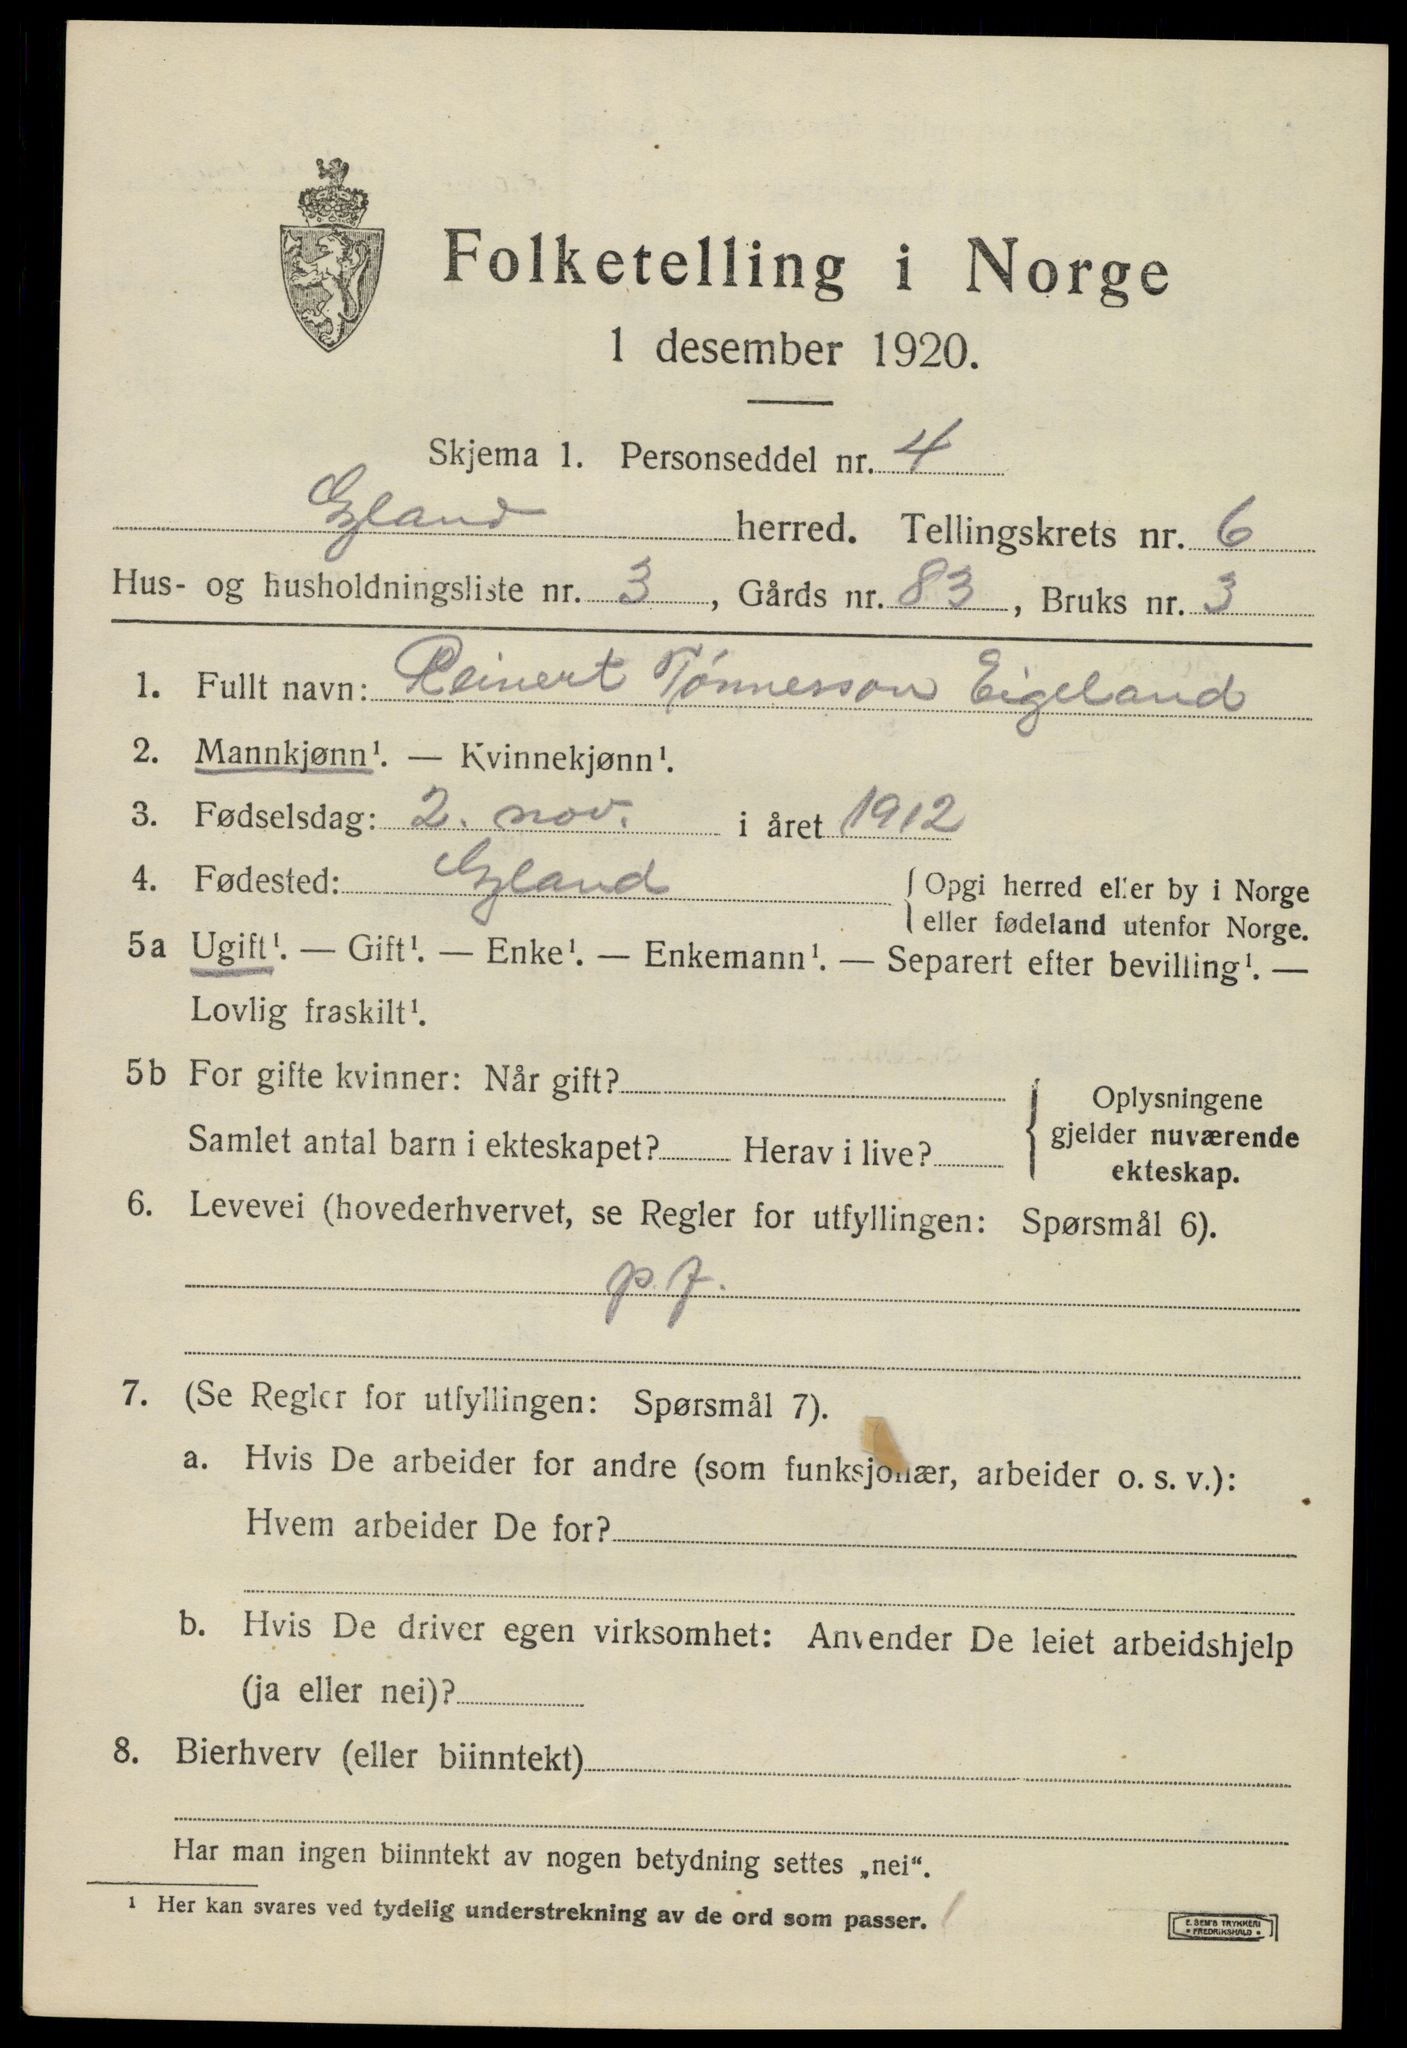 Folketelling i Norge
1 desember 1920.
Skjema 1. Personseddel nr. 4
Gyland herred. Tellingskrets nr. 6
Hus- og husholdningsliste nr. 3, Gårds nr. 83, Bruks nr. 3
1. Fullt navn: Reinert Tønnesson Eigeland
2. Mannkjønn¹. — Kvinnekjønn¹.
3. Fødselsdag: 2. nov. i året 1912
4. Fødested: Gyland { Opgi herred eller by i Norge
eller fødeland utenfor Norge.
5a Ugift¹. — Gift¹. — Enke¹. — Enkemann¹. — Separert efter bevilling¹. —
Lovlig fraskilt¹.
5b For gifte kvinner: Når gift?
Samlet antal barn i ekteskapet? Herav i live?
{ Oplysningene
gjelder nuværende
ekteskap.
6. Levevei (hovederhvervet, se Regler for utfyllingen: Spørsmål 6).
p. f.
7. (Se Regler for utfyllingen: Spørsmål 7).
a. Hvis De arbeider for andre (som funksjonær, arbeider o. s. v.):
Hvem arbeider De for?
b. Hvis De driver egen virksomhet: Anvender De leiet arbeidshjelp
(ja eller nei)?
8. Bierhverv (eller biinntekt)
Har man ingen biinntekt av nogen betydning settes „nei“.
¹ Her kan svares ved tydelig understrekning av de ord som passer.
E. SEM'S TRYKKERI
• FREDRIKSHALD •